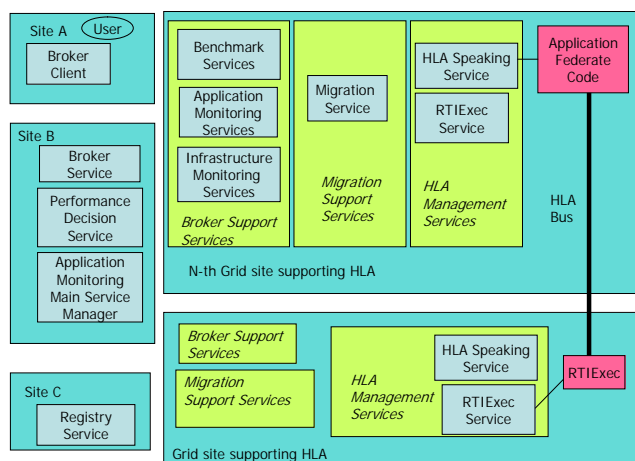 Site A
User
Broker
Client
Site B
Broker
Service
Performance
Decision
Service
Application
Monitoring
Main Service
Manager
Site C
Registry
Service
Benchmark
Services
Application
Monitoring
Services
Infrastructure
Monitoring
Services
Broker Support
Services
Migration
Service
Migration
Support
Services
HLA Speaking
Service
RTIExec
Service
HLA
Management
Services
Application
Federate
Code
HLA
Bus
N-th Grid site supporting HLA
Broker Support
Services
Migration
Support Services
HLA
Management
Services
HLA Speaking
Service
RTIExec
Service
RTIExec
Grid site supporting HLA